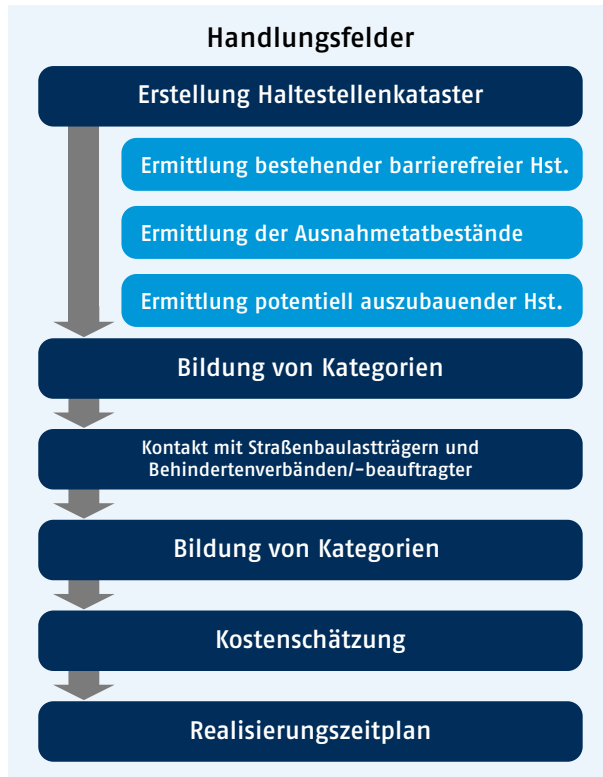 Handlungsfelder
Erstellung Haltestellenkataster
Ermittlung bestehender barrierefreier Hst.
Ermittlung der Ausnahmetatbestände
Ermittlung potentiell auszubauender Hst.
Bildung von Kategorien
Kontakt mit Straßenbaulastträgern und
Behindertenverbänden/-beauftragter
Bildung von Kategorien
Kostenschätzung
Realisierungszeitplan